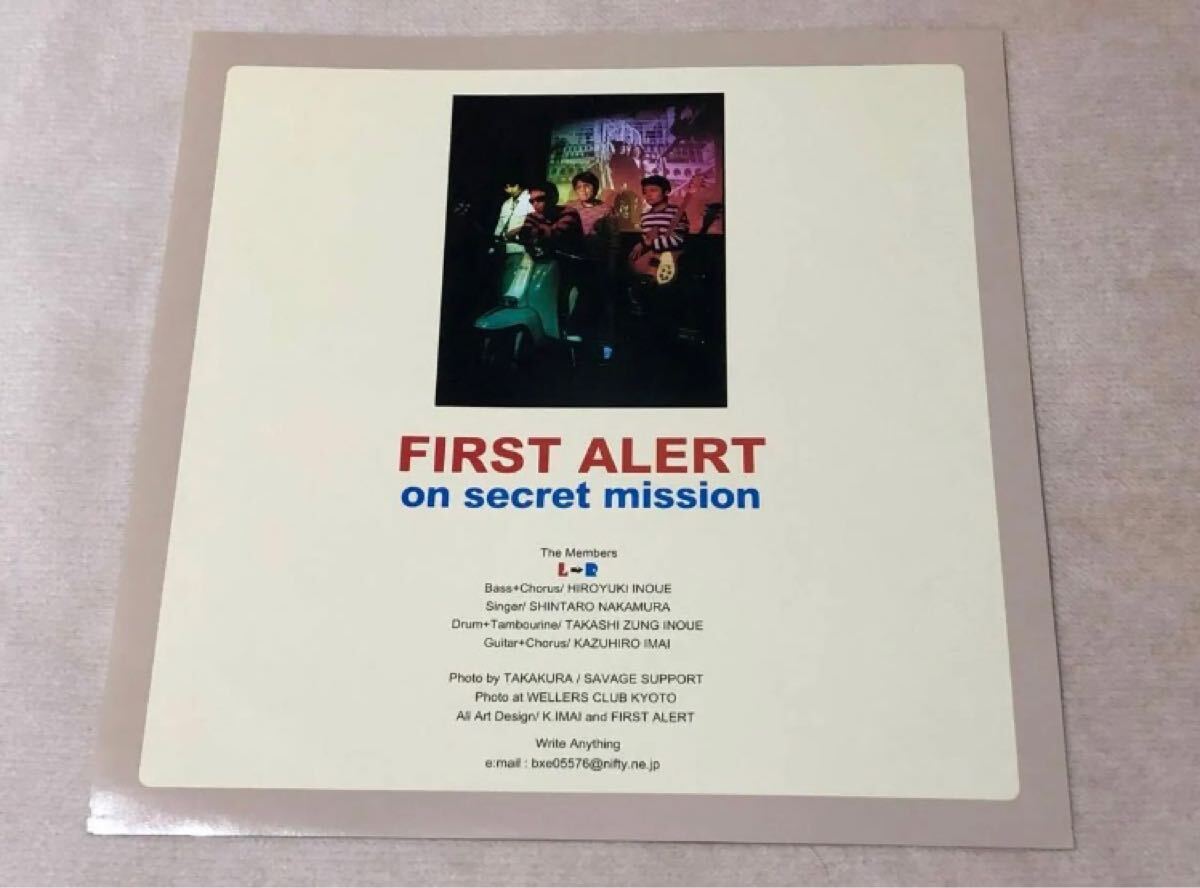 FIRST ALERT
on secret mission
The Members
L➡R
Bass+Chorus/ HIROYUKI INOUE
Singer/ SHINTARO NAKAMURA
Drum+Tambourine/ TAKASHI ZUNG INOUE
Guitar+Chorus/ KAZUHIRO IMAI
Photo by TAKAKURA / SAVAGE SUPPORT
Photo at WELLERS CLUB KYOTO
All Art Design/ K.IMAI and FIRST ALERT
Write Anything
e:mail : bxe05576@nifty.ne.jp